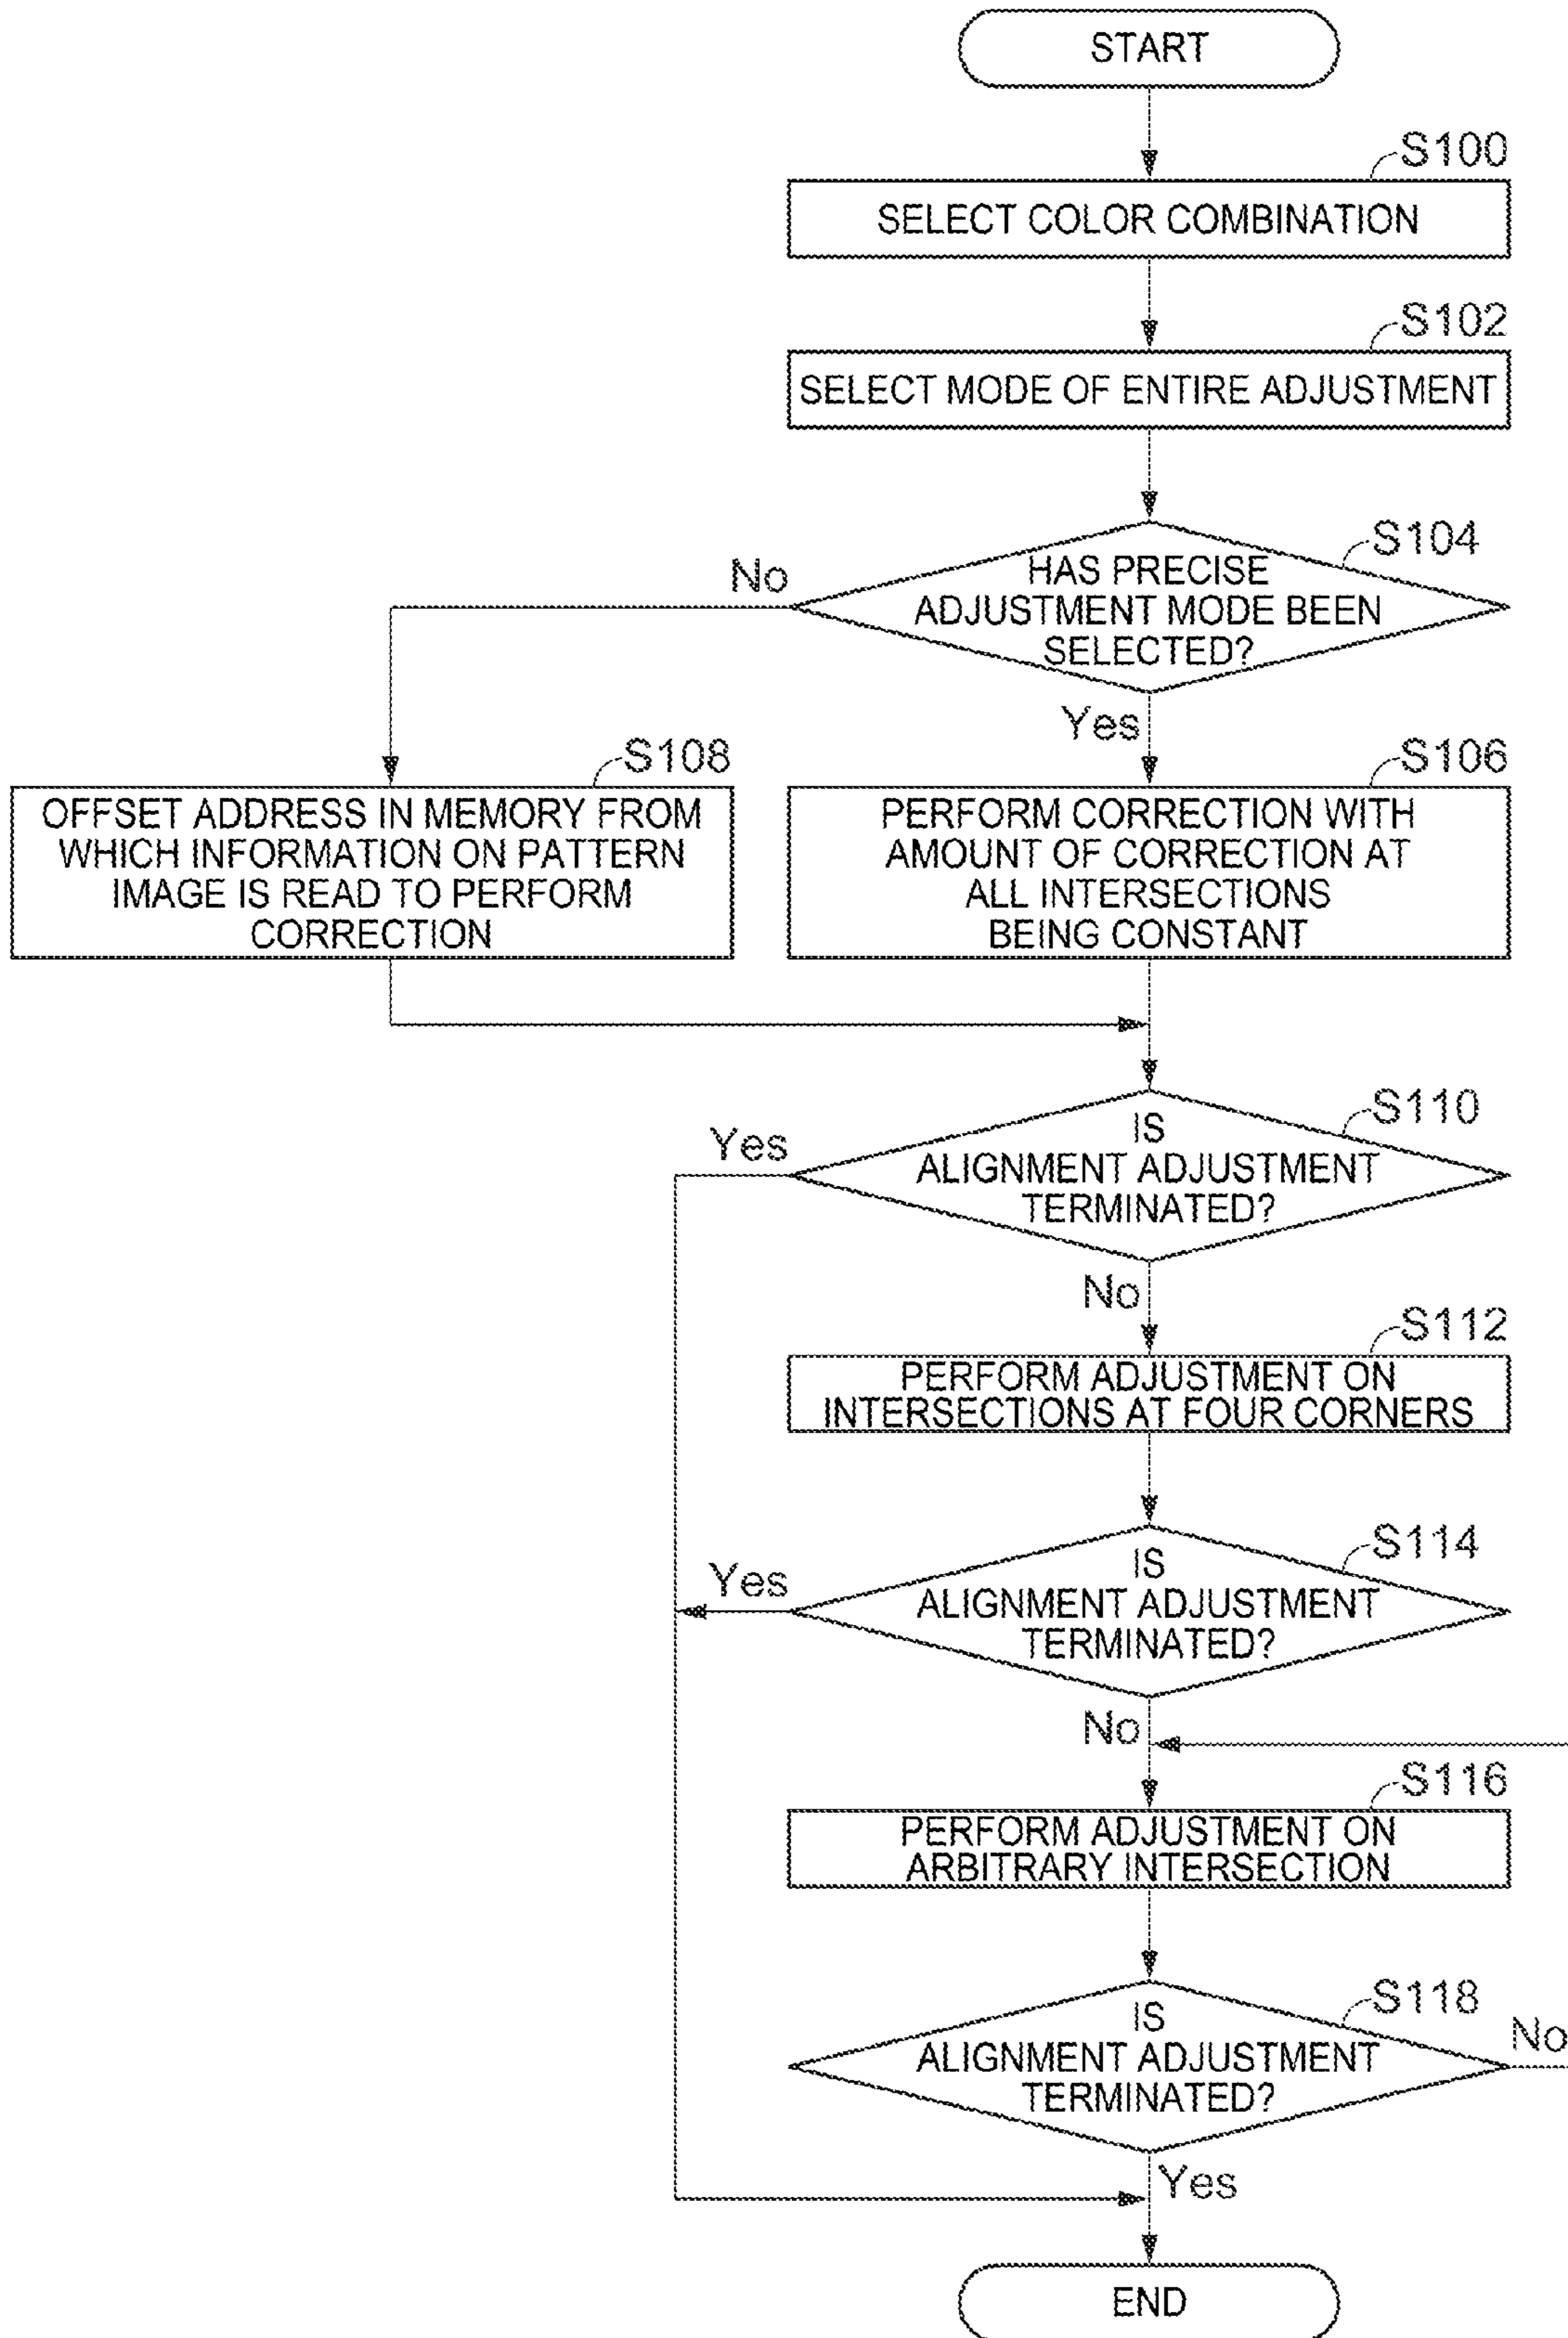 START
S100
SELECT COLOR COMBINATION
S102
SELECT MODE OF ENTIRE ADJUSTMENT
S104
No
HAS PRECISE
ADJUSTMENT MODE BEEN
SELECTED?
Yes
S108
OFFSET ADDRESS IN MEMORY FROM
WHICH INFORMATION ON PATTERN
IMAGE IS READ TO PERFORM
CORRECTION
S106
PERFORM CORRECTION WITH
AMOUNT OF CORRECTION AT
ALL INTERSECTIONS
BEING CONSTANT
S110
Yes
IS
ALIGNMENT ADJUSTMENT
TERMINATED?
No
S112
PERFORM ADJUSTMENT ON
INTERSECTIONS AT FOUR CORNERS
S114
Yes
IS
ALIGNMENT ADJUSTMENT
TERMINATED?
No
S116
PERFORM ADJUSTMENT ON
ARBITRARY INTERSECTION
S118
No
IS
ALIGNMENT ADJUSTMENT
TERMINATED?
Yes
END